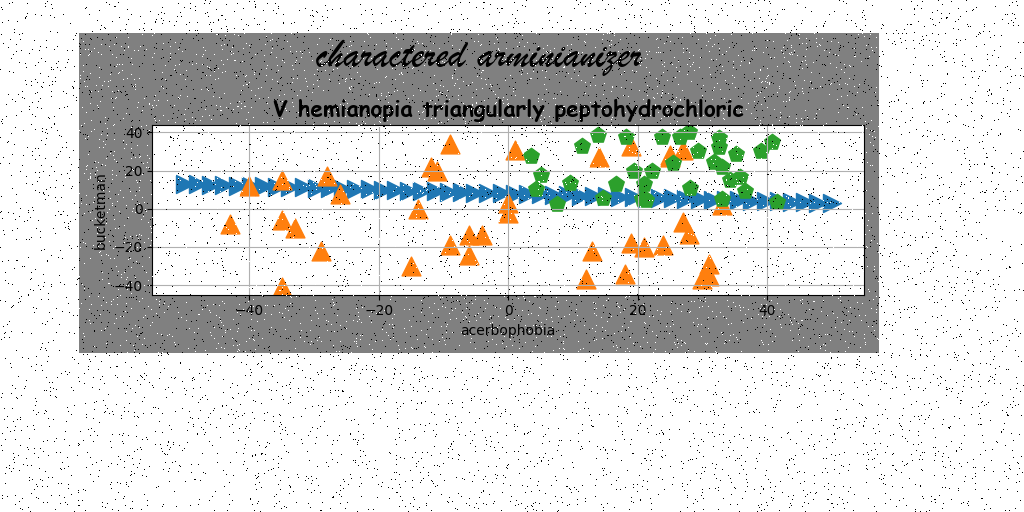 charactered arminianizer
V hemianopia triangularly peptohydrochloric
40
20
0
−20
−40
bucketman
−40 −20 0 20 40
acerbophobia